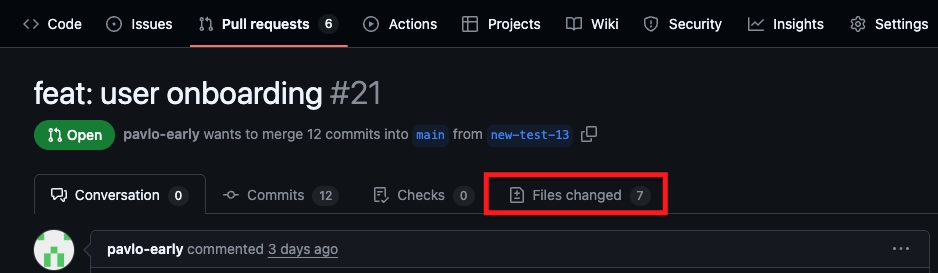 Code Issues Pull requests 6 Actions Projects Wiki Security Insights Settings
feat: user onboarding #21
Open pavlo-early wants to merge 12 commits into main from new-test-13
Conversation 0 Commits 12 Checks 0 Files changed 7
pavlo-early commented 3 days ago